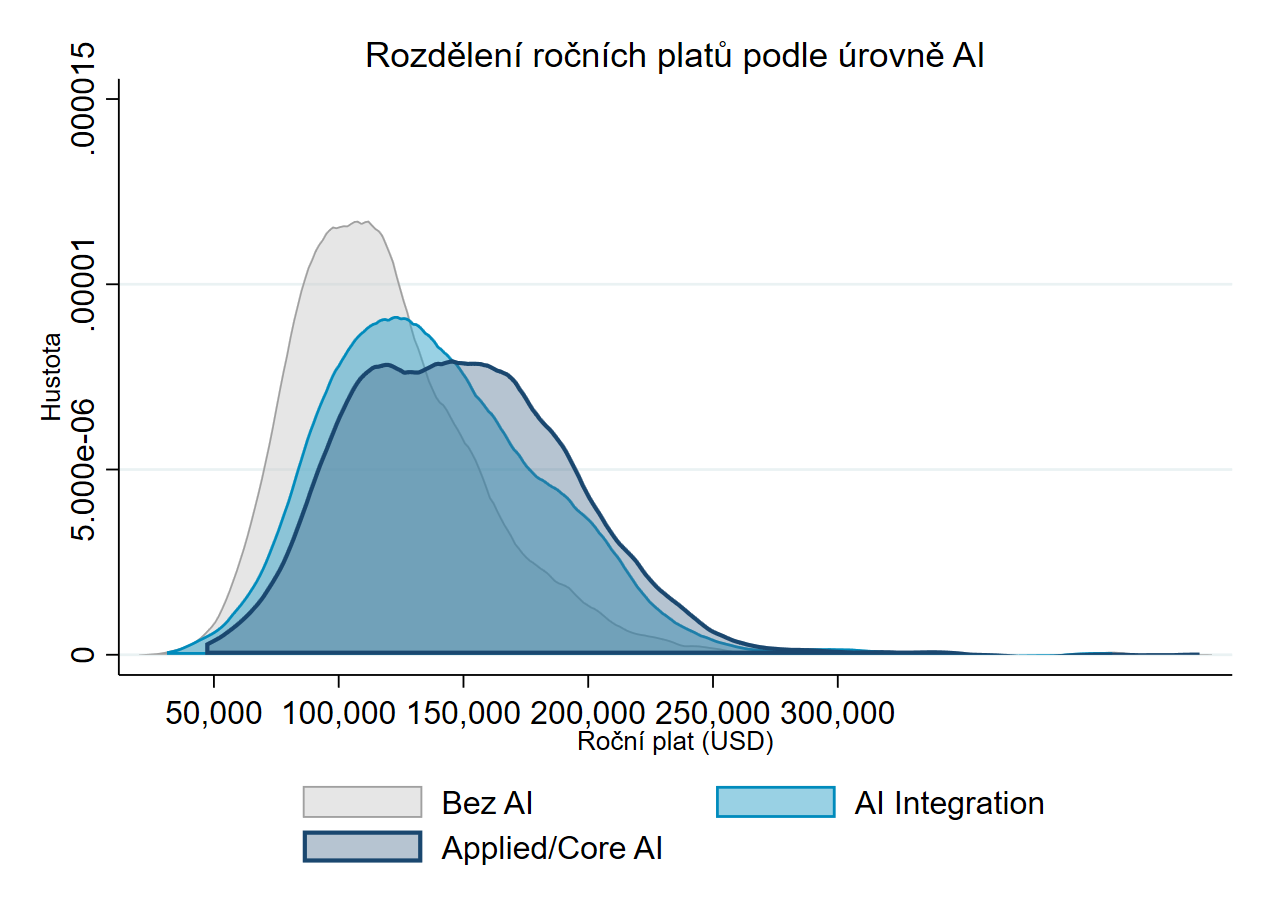 Rozdělení ročních platů podle úrovně AI
Hustota
.000015
.00001
5.000e-06
0
50,000 100,000 150,000 200,000 250,000 300,000
Roční plat (USD)
Bez AI AI Integration
Applied/Core AI